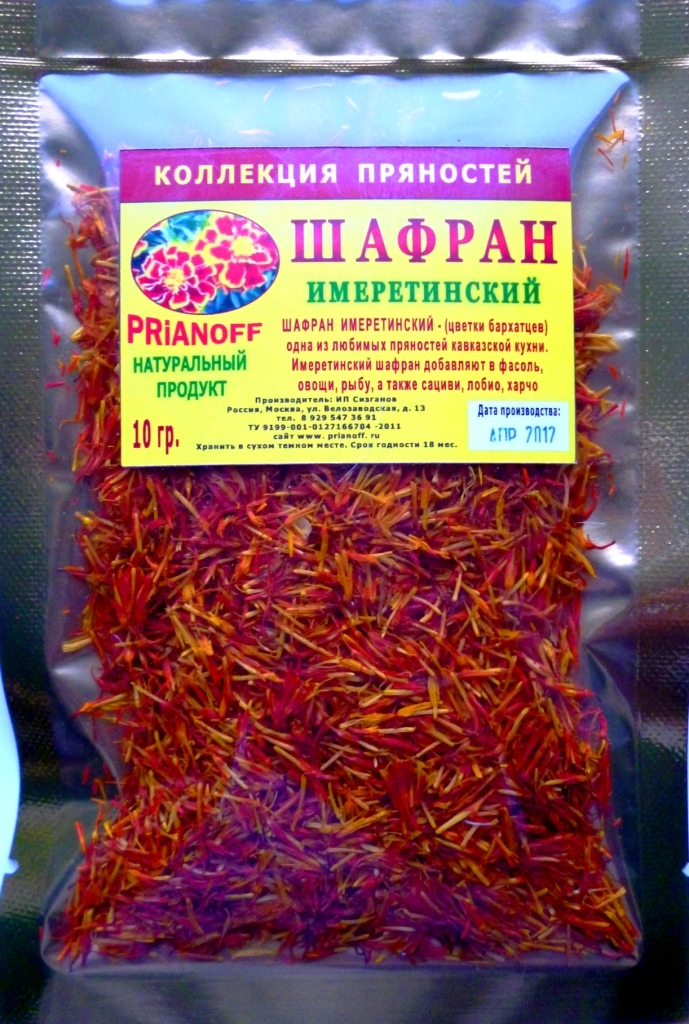 КОЛЛЕКЦИЯ ПРЯНОСТЕЙ
ШАФРАН
ИМЕРЕТИНСКИЙ
PRiANOFF
НАТУРАЛЬНЫЙ
ПРОДУКТ
10 гр.
ШАФРАН ИМЕРЕТИНСКИЙ - (цветки бархатцев)
одна из любимых пряностей кавказской кухни.
Имеретинский шафран добавляют в фасоль,
овощи, рыбу, а также сациви, лобио, харчо
Производитель: ИП Сизганов
Россия, Москва, ул. Велозаводская, д. 13
тел. 8 929 547 36 91
ТУ 9199-001-0127166704 -2011
сайт www. prianoff. ru
Хранить в сухом темном месте. Срок годности 18 мес.
Дата производства:
АПР 2012